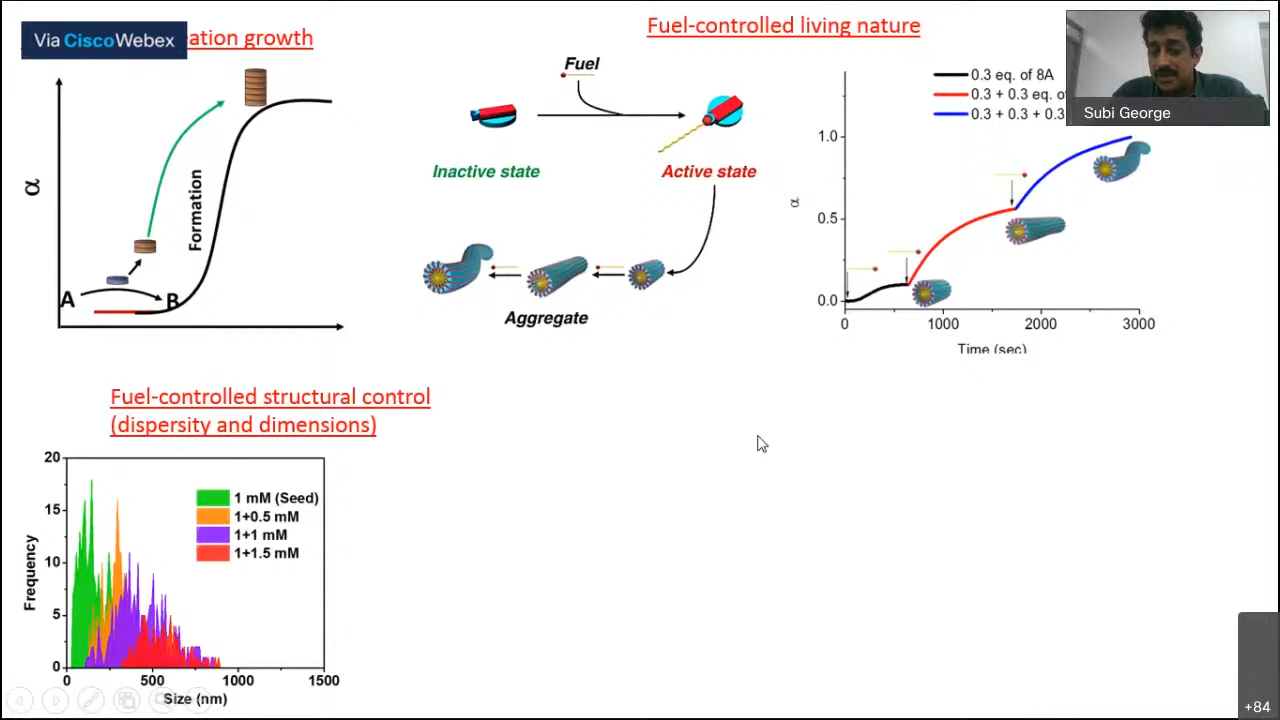 Via CiscoWebex
eation growth
α
Formation
A
B
Fuel-controlled living nature
Fuel
Inactive state
Active state
Aggregate
0.3 eq. of 8A
0.3 + 0.3 eq.
0.3 + 0.3 + 0.3
Subi George
α
1.0
0.5
0.0
0
1000
2000
3000
Time (sec)
Fuel-controlled structural control
(dispersity and dimensions)
Frequency
20
15
10
5
0
1 mM (Seed)
1+0.5 mM
1+1 mM
1+1.5 mM
0
500
1000
1500
Size (nm)
+84